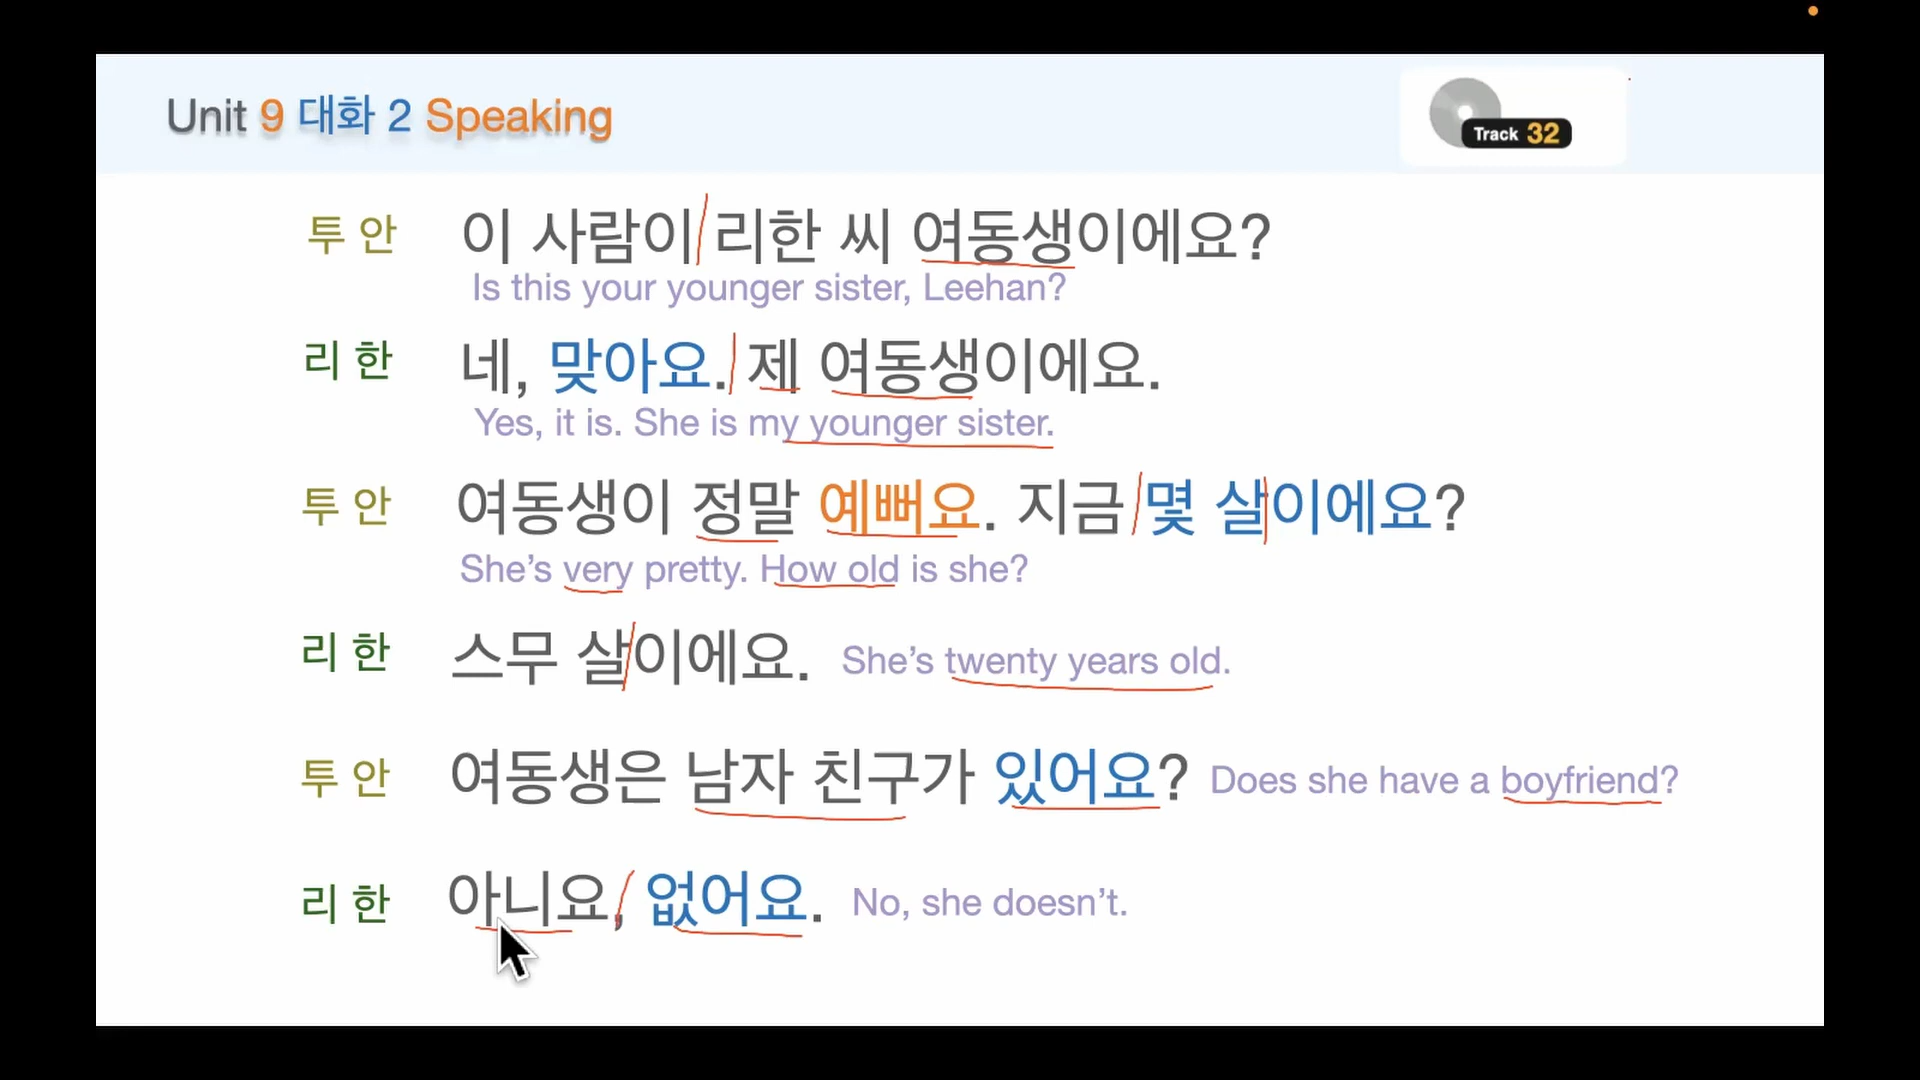 Unit 9 대화 2 Speaking
Track 32
투 안 이 사람이 리한 씨 여동생이에요?
Is this your younger sister, Leehan?
리 한 네, 맞아요. 제 여동생이에요.
Yes, it is. She is my younger sister.
투 안 여동생이 정말 예뻐요. 지금 몇 살이에요?
She’s very pretty. How old is she?
리 한 스무 살이에요. She’s twenty years old.
투 안 여동생은 남자 친구가 있어요? Does she have a boyfriend?
리 한 아니요, 없어요. No, she doesn’t.